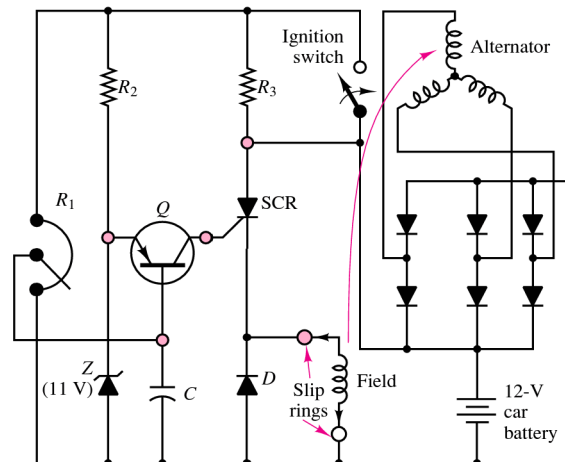 Ignition
switch
Alternator
R2
R3
R1
Q
SCR
Z
(11 V)
C
D
Slip
rings
Field
12-V
car
battery